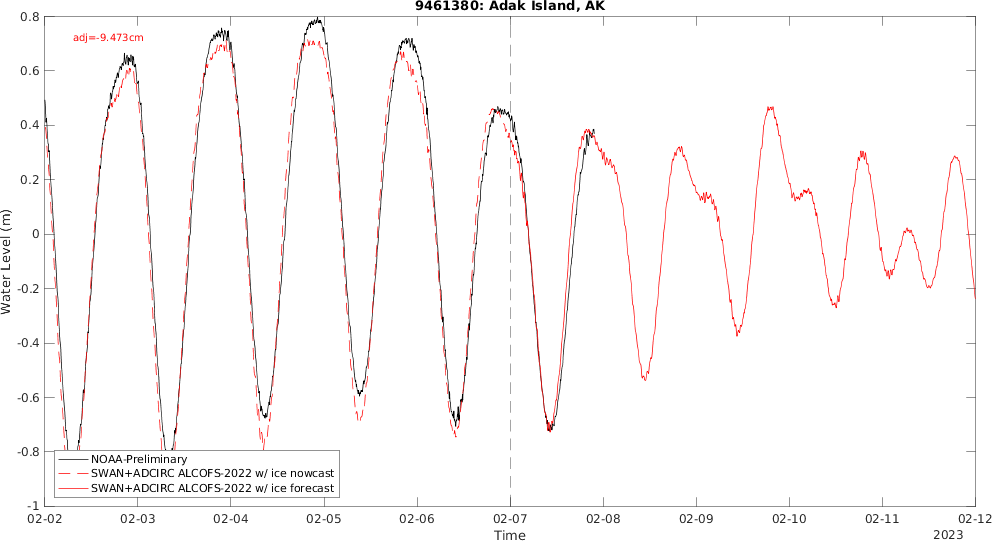 9461380: Adak Island, AK
adj=-9.473cm
0.8
0.6
0.4
0.2
0
-0.2
-0.4
-0.6
-0.8
-1
Water Level (m)
NOAA-Preliminary
SWAN+ADCIRC ALCOFS-2022 w/ ice nowcast
SWAN+ADCIRC ALCOFS-2022 w/ ice forecast
02-02 02-03 02-04 02-05 02-06 02-07 02-08 02-09 02-10 02-11 02-12
Time
2023